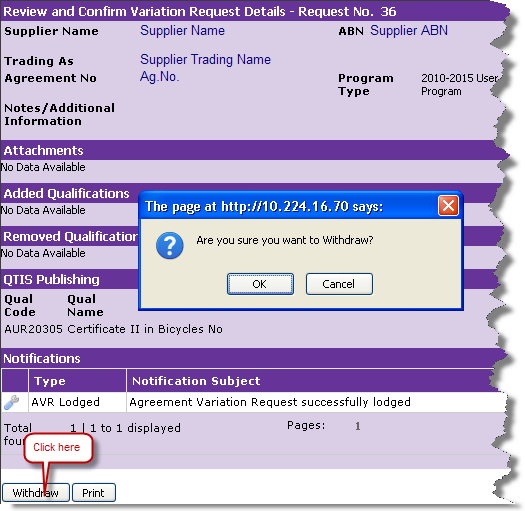 Review and Confirm Variation Request Details - Request No. 36
Supplier Name Supplier Name ABN Supplier ABN
Trading As Supplier Trading Name
Agreement No Ag.No. Program Type 2010-2015 User Program
Notes/Additional Information
Attachments
No Data Available
Added Qualifications
No Data Available
Removed Qualification
No Data Available
The page at http://10.224.16.70 says:
Are you sure you want to Withdraw?
OK Cancel
QTIS Publishing
Qual Code Qual Name
AUR20305 Certificate II in Bicycles No
Notifications
Type Notification Subject
AVR Lodged Agreement Variation Request successfully lodged
Total 1 | 1 to 1 displayed Pages: 1
Click here
Withdraw Print